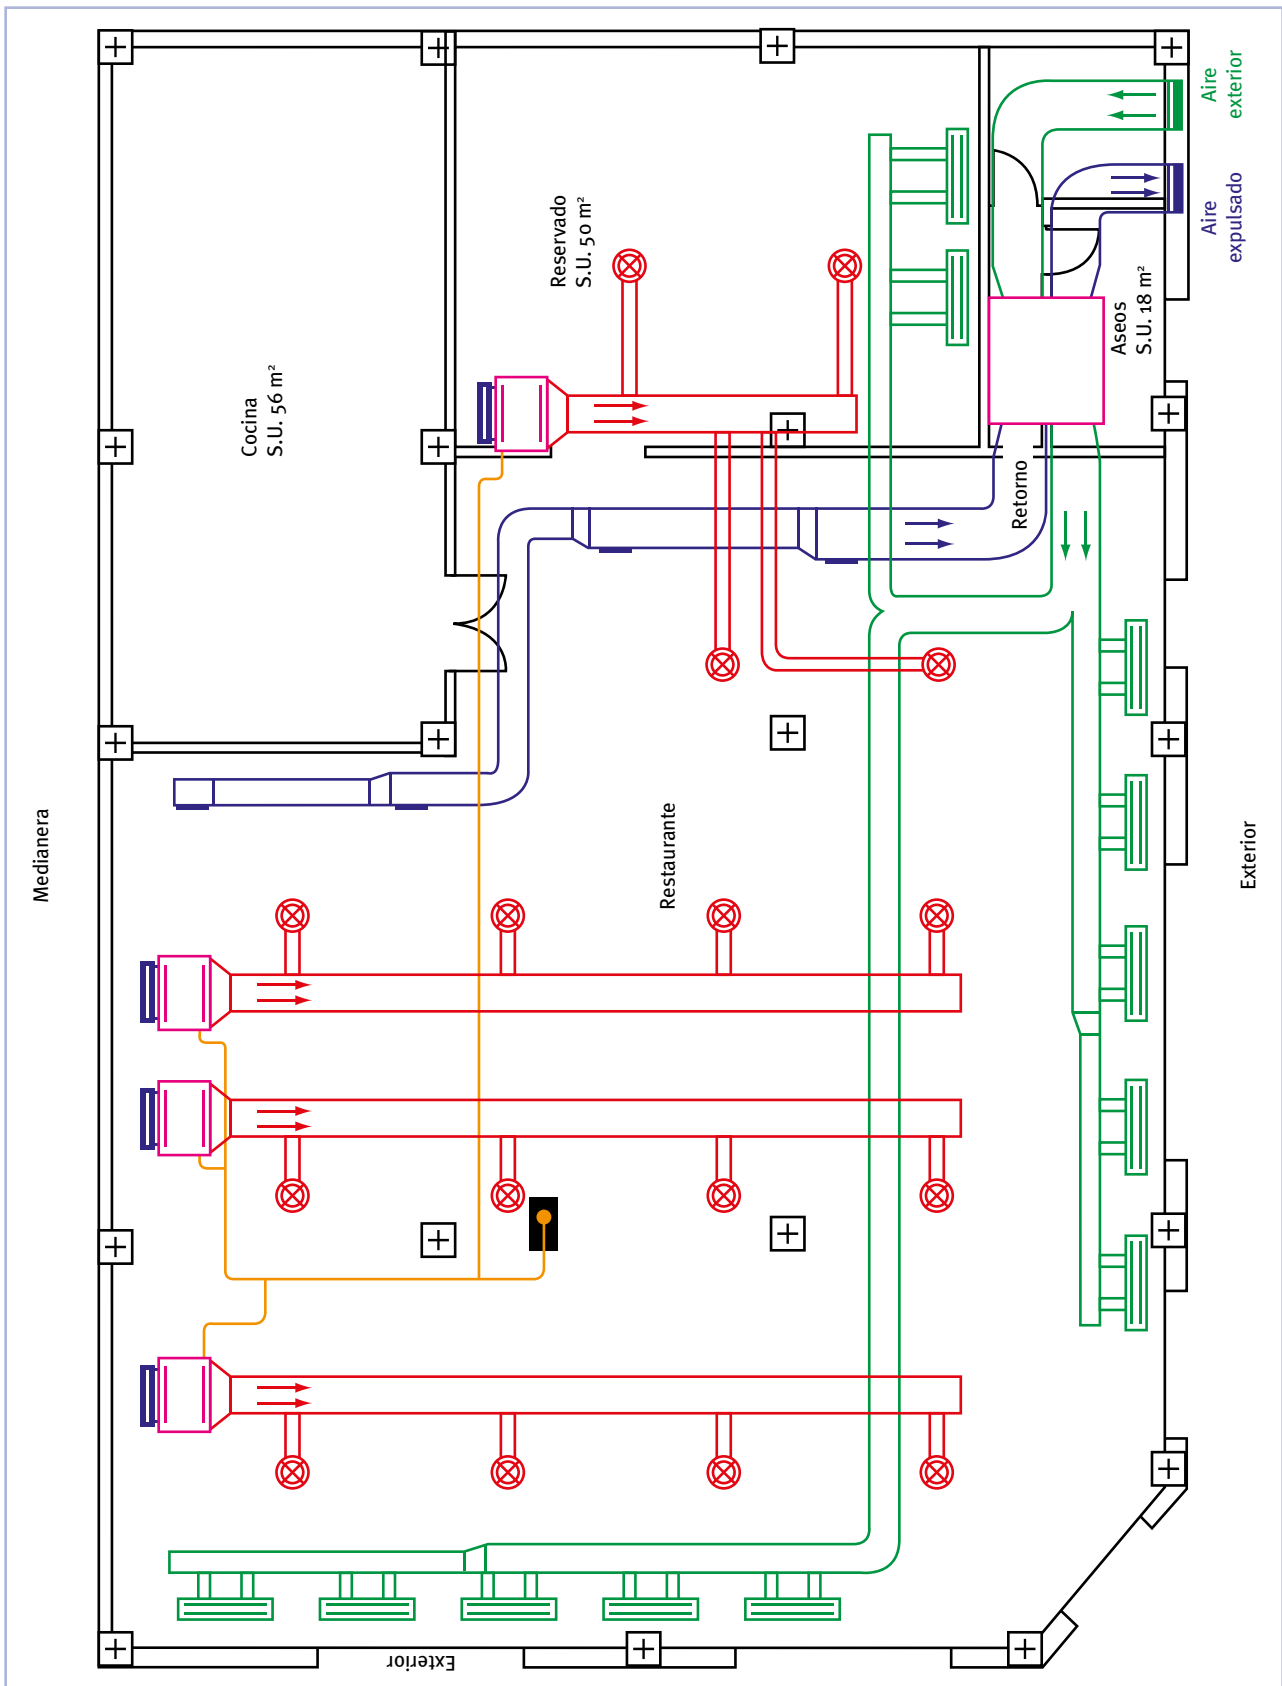 Aire
exterior
Aire
expulsado
Reservado
S.U. 50 m²
Cocina
S.U. 56 m²
Aseos
S.U. 18 m²
Retorno
Medianera
Restaurante
Exterior
Exterior